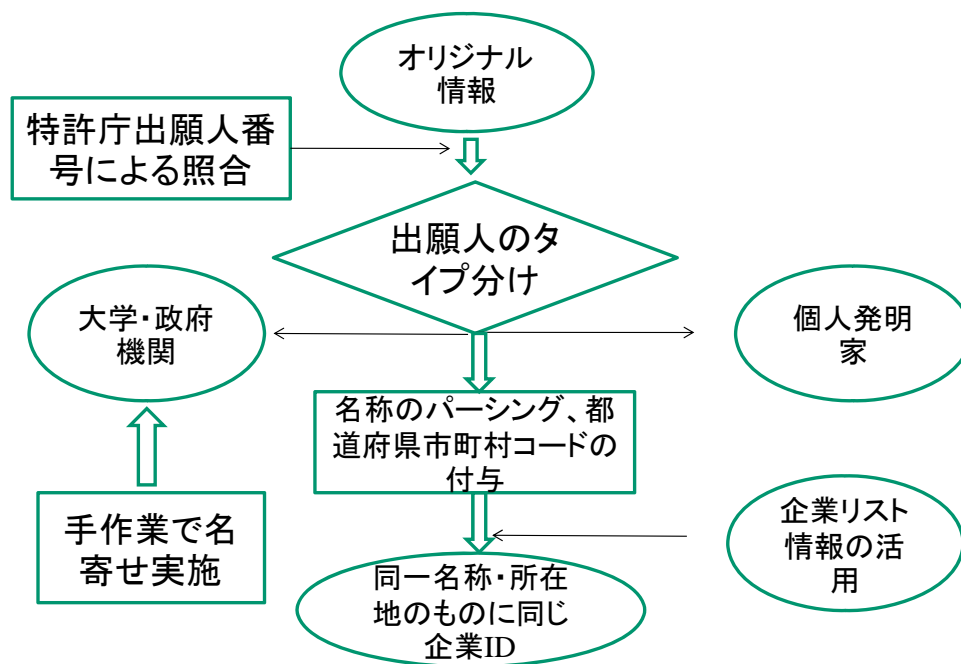 オリジナル
情報
特許庁出願人番
号による照合
出願人のタ
イプ分け
大学・政府
機関
個人発明
家
名称のパーシング、都
道府県市町村コードの
付与
手作業で名
寄せ実施
企業リスト
情報の活
用
同一名称・所在
地のものに同じ
企業ID